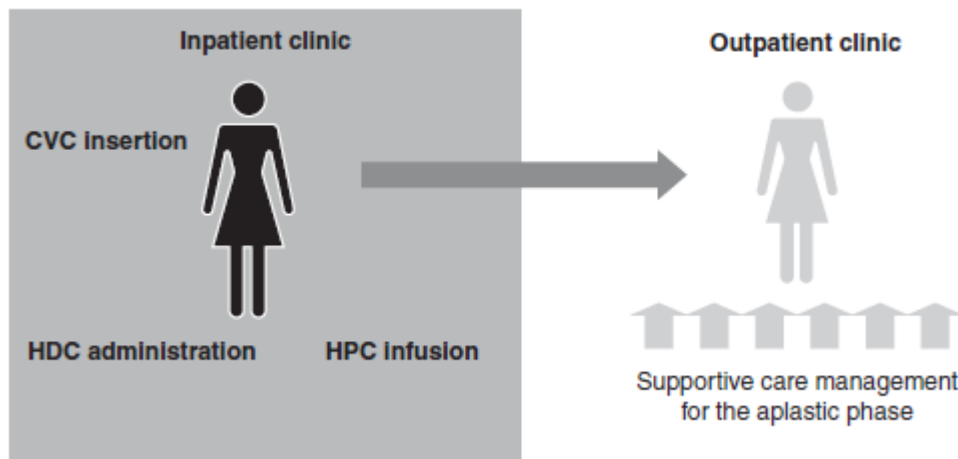 Inpatient clinic
Outpatient clinic
CVC insertion
HDC administration
HPC infusion
Supportive care management
for the aplastic phase